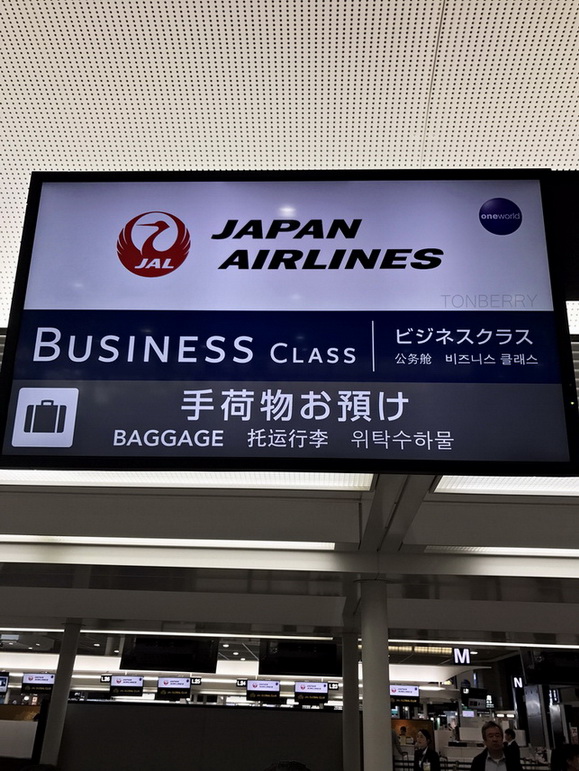 JAL
JAPAN
AIRLINES
oneworld
TONBERRY
BUSINESS CLASS
ビジネスクラス
公务舱 비즈니스 클래스
手荷物お預け
BAGGAGE 托运行李 위탁수하물
M
N